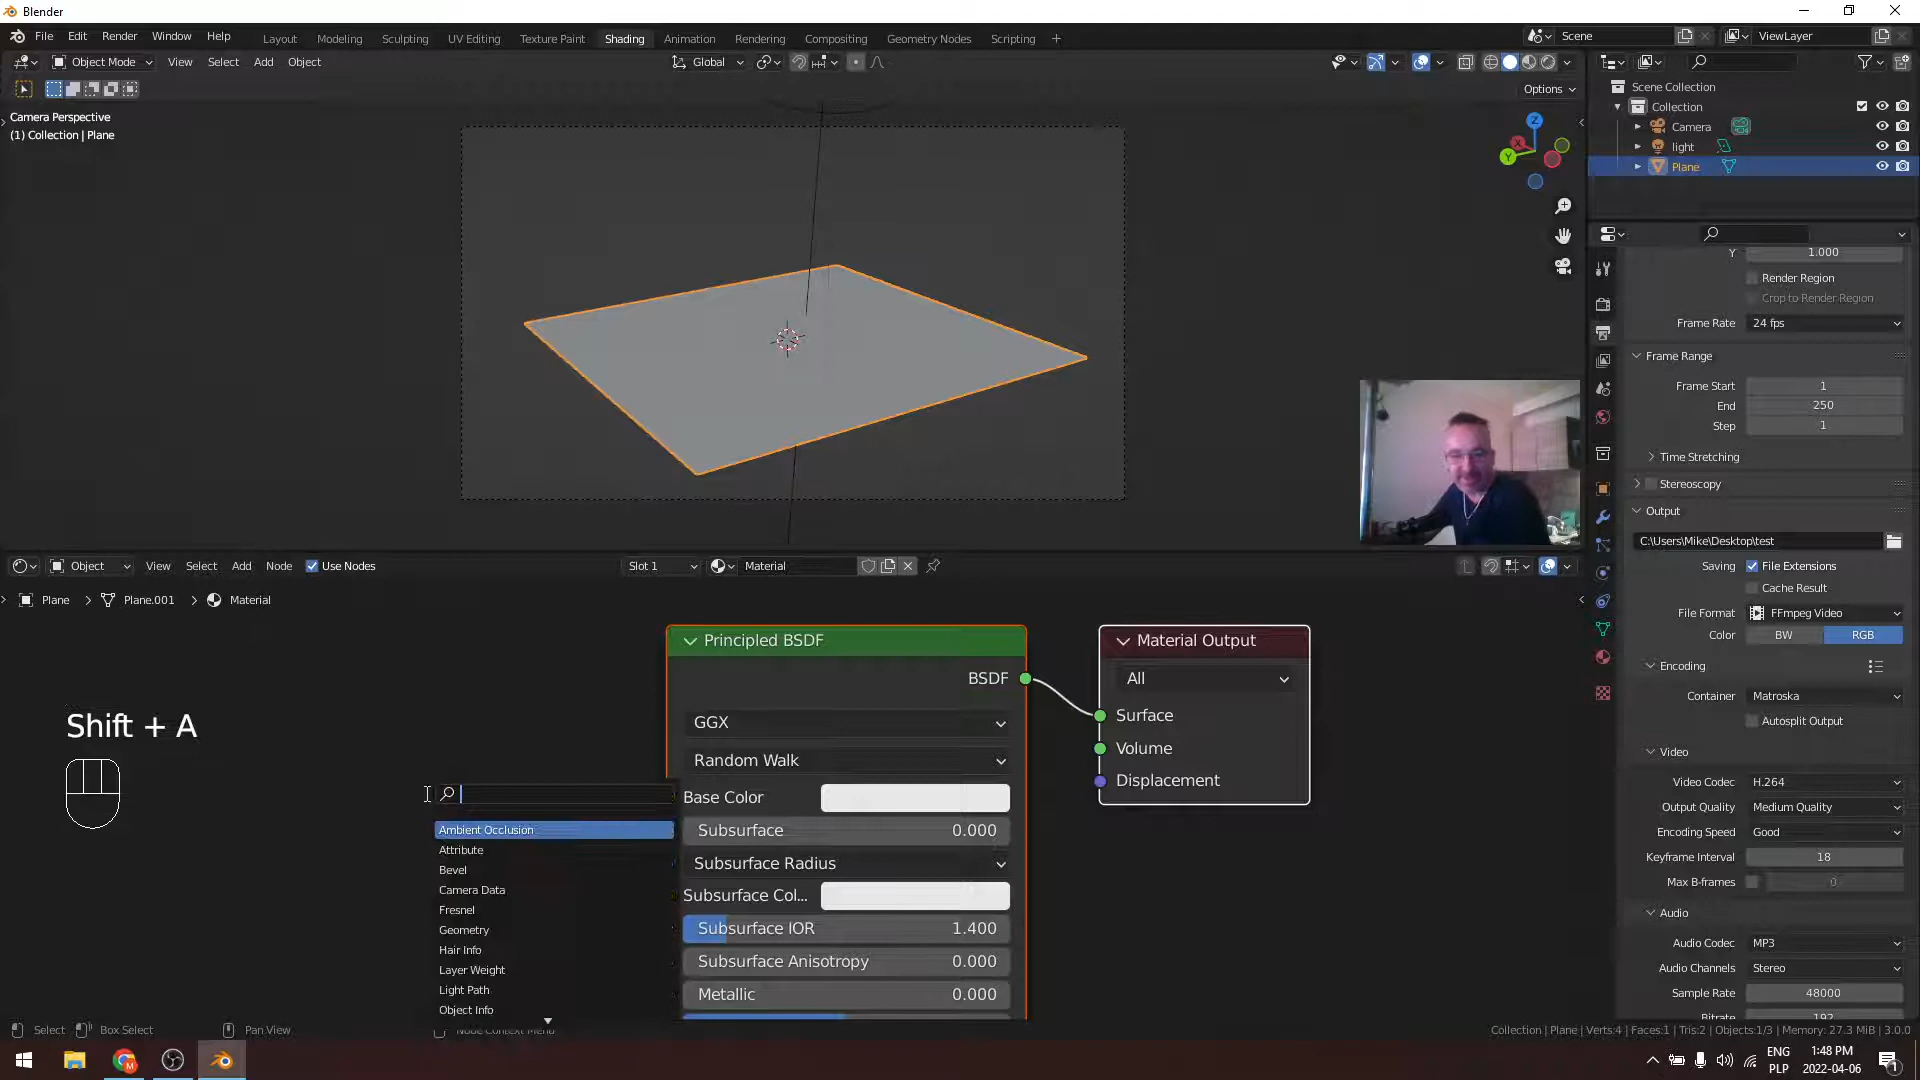 Blender
File Edit Render Window Help
Layout Modeling Sculpting UV Editing Texture Paint Shading Animation Rendering Compositing Geometry Nodes Scripting +
Scene
ViewLayer
Object Mode View Select Add Object
Global
Options
Camera Perspective
(1) Collection | Plane
Z
X
Y
Scene Collection
Collection
Camera
light
Plane
Y 1.000
Render Region
Crop to Render Region
Frame Rate 24 fps
Frame Range
Frame Start 1
End 250
Step 1
Time Stretching
Stereoscopy
Output
C:\Users\Mike\Desktop\test
Saving File Extensions
Cache Result
File Format FFmpeg Video
Color BW RGB
Encoding
Container Matroska
Autosplit Output
Video
Video Codec H.264
Output Quality Medium Quality
Encoding Speed Good
Keyframe Interval 18
Max B-frames 0
Audio
Audio Codec MP3
Audio Channels Stereo
Sample Rate 48000
Bitrate 192
Object View Select Add Node Use Nodes
Slot 1
Material
Plane > Plane.001 > Material
Principled BSDF
BSDF
GGX
Random Walk
Base Color
Subsurface 0.000
Subsurface Radius
Subsurface Col...
Subsurface IOR 1.400
Subsurface Anisotropy 0.000
Metallic 0.000
Material Output
All
Surface
Volume
Displacement
Shift + A
Ambient Occlusion
Attribute
Bevel
Camera Data
Fresnel
Geometry
Hair Info
Layer Weight
Light Path
Object Info
Select Box Select Pan View Node Context Menu
Collection | Plane | Verts:4 | Faces:1 | Tris:2 | Objects:1/3 | Memory: 27.3 MiB | 3.0.0
ENG
PLP
1:48 PM
2022-04-06
1